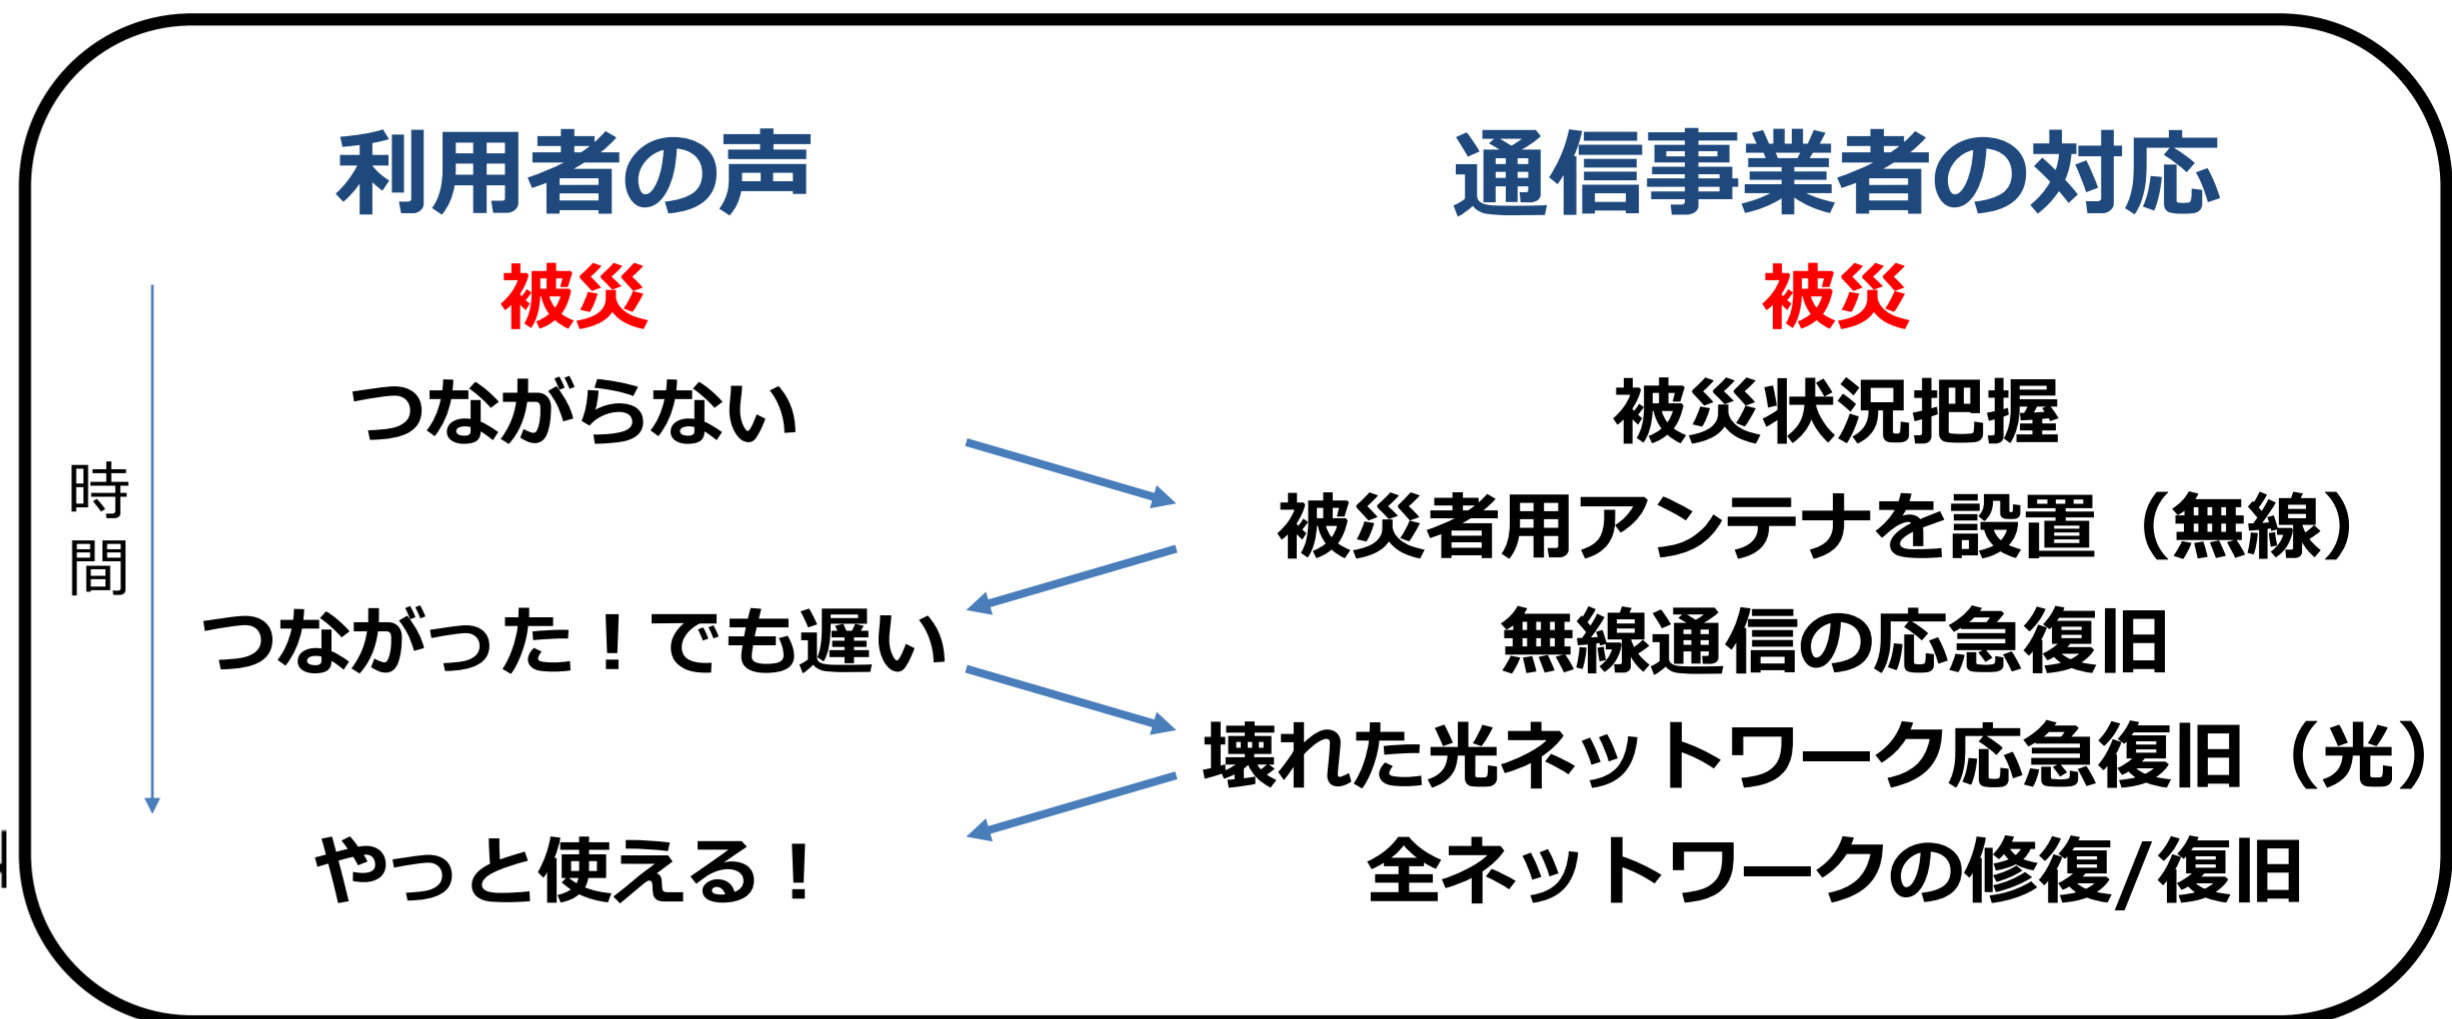 利用者の声
通信事業者の対応
被災
被災
つながらない
被災状況把握
時間
被災者用アンテナを設置（無線）
つながった！でも遅い
無線通信の応急復旧
壊れた光ネットワーク応急復旧（光）
やっと使える！
全ネットワークの修復/復旧